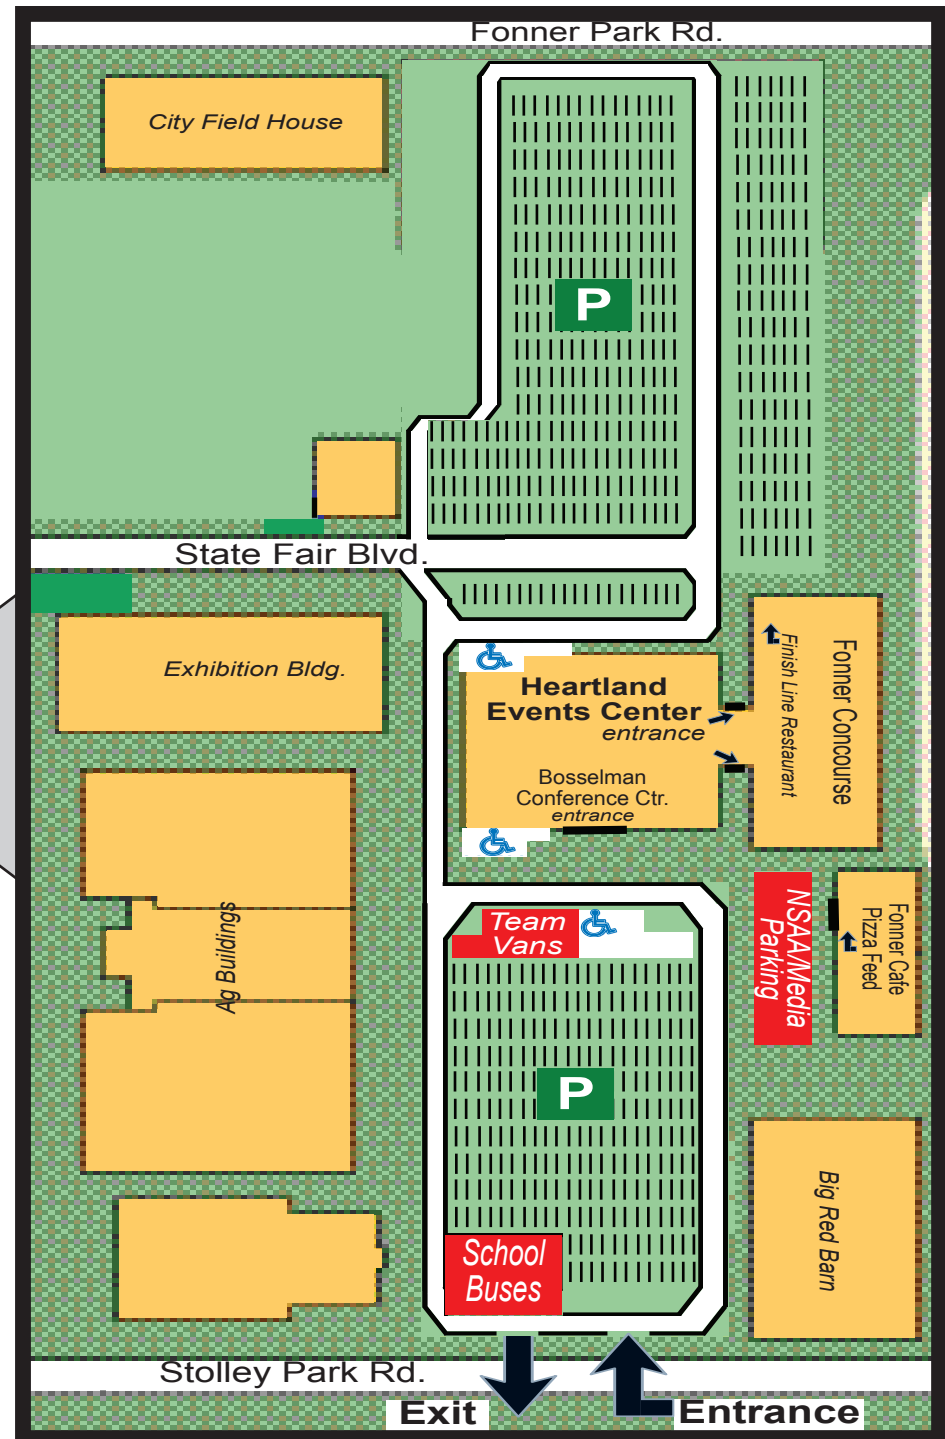 Fonner Park Rd.
City Field House
P
State Fair Blvd.
Exhibition Bldg.
Heartland
Events Center
entrance
Bosselman
Conference Ctr.
entrance
Finish Line Restaurant
Fonner Concourse
Ag Buildings
Team
Vans
NSAA/Media
Parking
Fonner Cafe
Pizza Feed
P
Big Red Barn
School
Buses
Stolley Park Rd.
Exit
Entrance